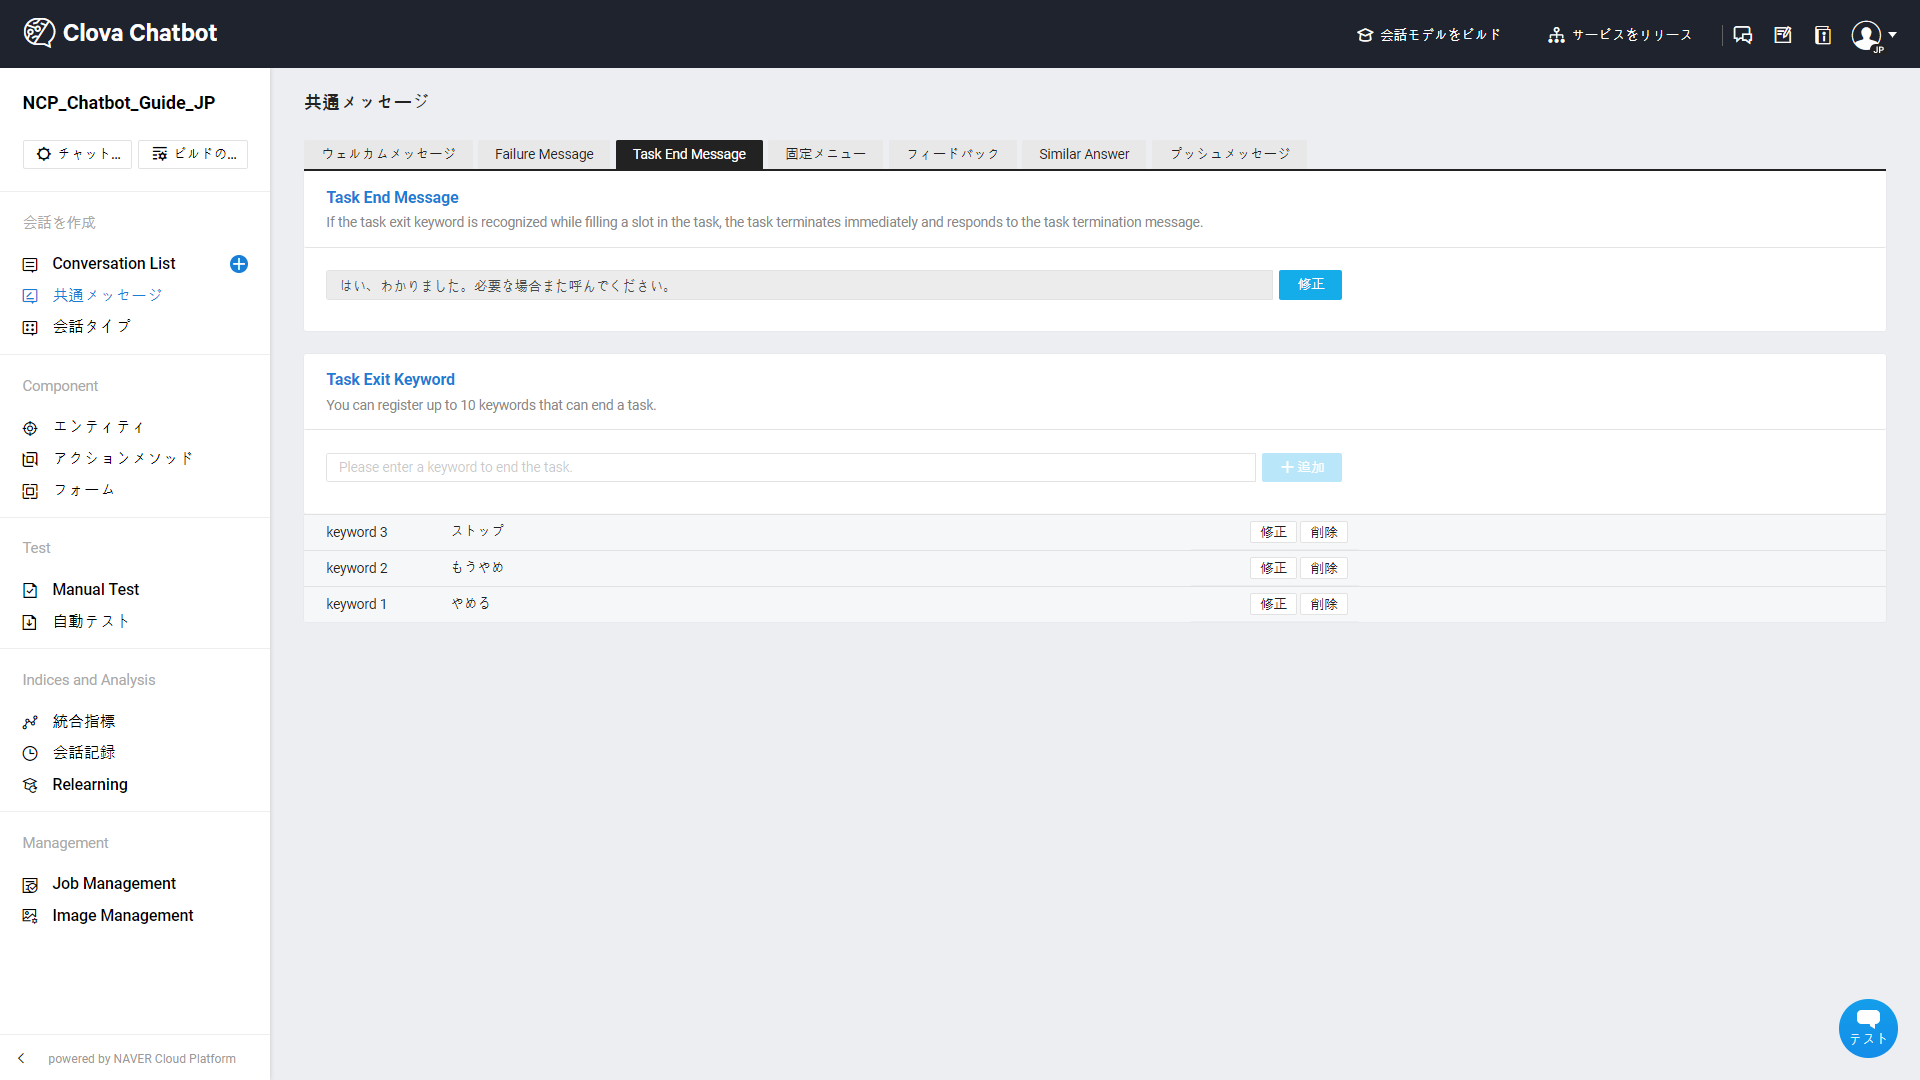 Clova Chatbot
会話モデルをビルド
サービスをリリース
JP
NCP_Chatbot_Guide_JP
チャット...
ビルドの...
会話を作成
Conversation List
共通メッセージ
会話タイプ
Component
エンティティ
アクションメソッド
フォーム
Test
Manual Test
自動テスト
Indices and Analysis
統合指標
会話記録
Relearning
Management
Job Management
Image Management
powered by NAVER Cloud Platform
共通メッセージ
ウェルカムメッセージ
Failure Message
Task End Message
固定メニュー
フィードバック
Similar Answer
プッシュメッセージ
Task End Message
If the task exit keyword is recognized while filling a slot in the task, the task terminates immediately and responds to the task termination message.
はい、わかりました。必要な場合また呼んでください。
修正
Task Exit Keyword
You can register up to 10 keywords that can end a task.
Please enter a keyword to end the task.
+追加
keyword 3 ストップ 修正 削除
keyword 2 もうやめ 修正 削除
keyword 1 やめる 修正 削除
テスト